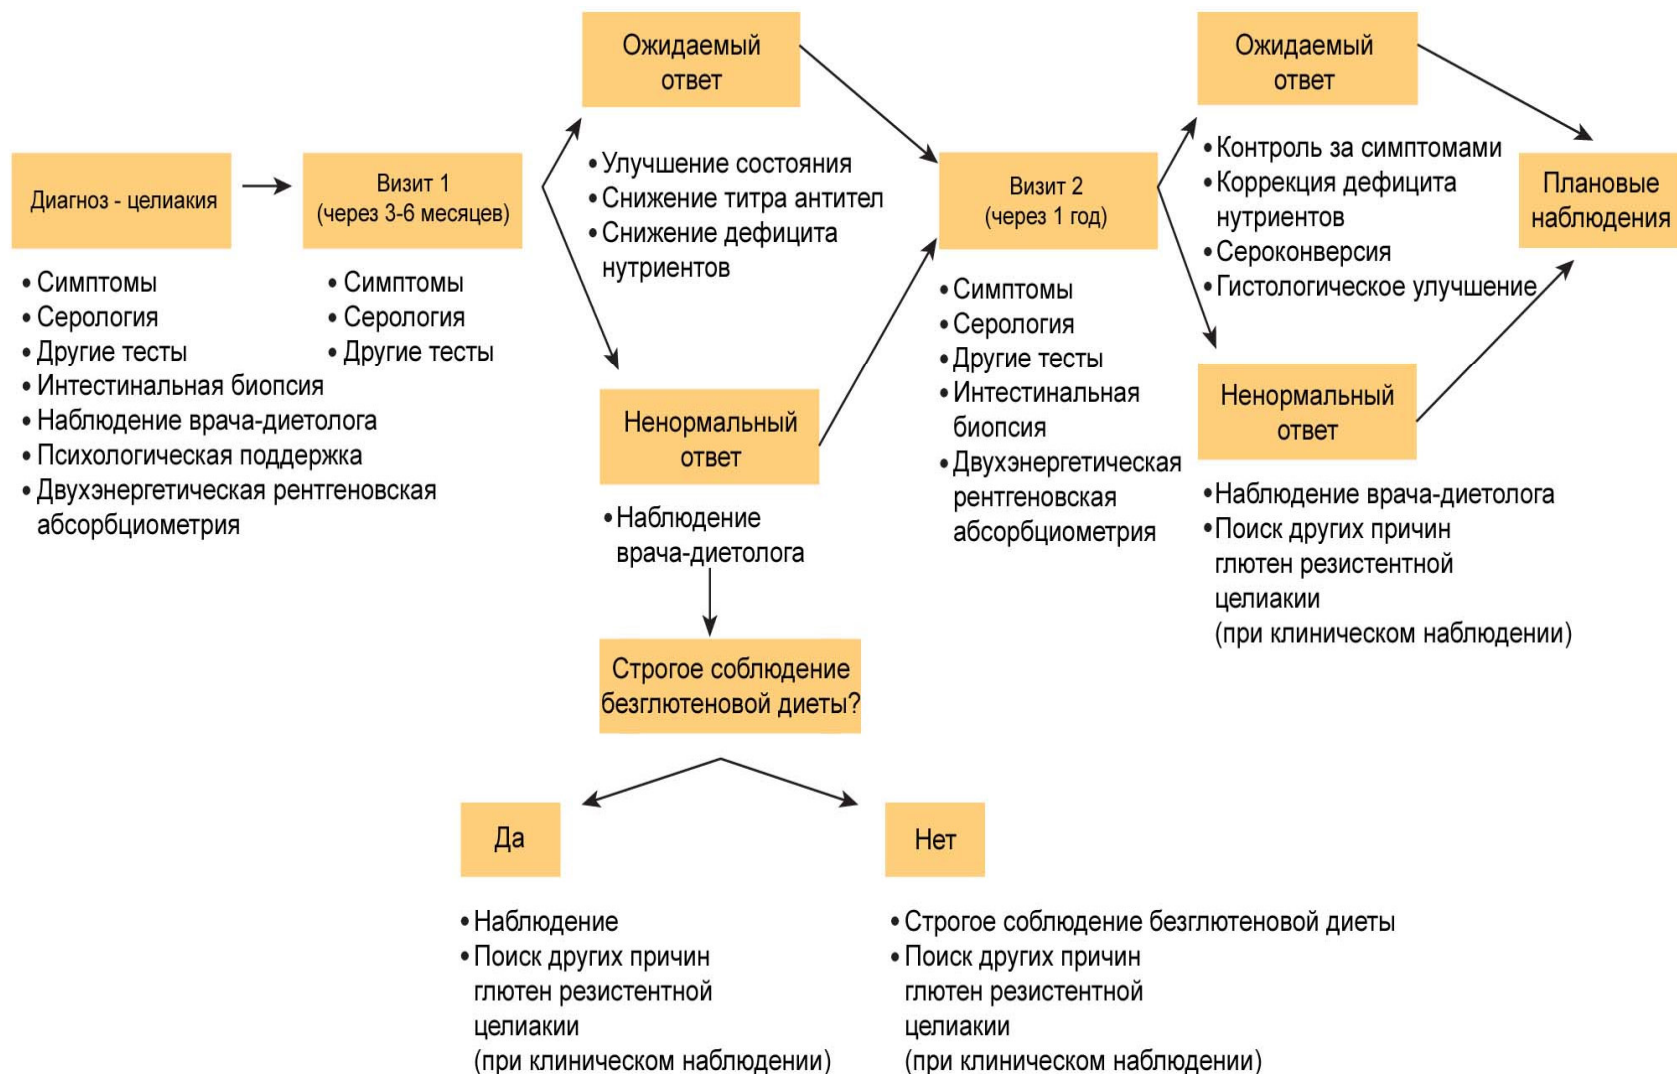 Диагноз - целиакия
• Симптомы
• Серология
• Другие тесты
• Интестинальная биопсия
• Наблюдение врача-диетолога
• Психологическая поддержка
• Двухэнергетическая рентгеновская
абсорбциометрия
Визит 1
(через 3-6 месяцев)
• Симптомы
• Серология
• Другие тесты
Ожидаемый
ответ
• Улучшение состояния
• Снижение титра антител
• Снижение дефицита
нутриентов
Ненормальный
ответ
• Наблюдение
врача-диетолога
Строгое соблюдение
безглютеновой диеты?
Да
• Наблюдение
• Поиск других причин
глютен резистентной
целиакии
(при клиническом наблюдении)
Нет
• Строгое соблюдение безглютеновой диеты
• Поиск других причин
глютен резистентной
целиакии
(при клиническом наблюдении)
Визит 2
(через 1 год)
• Симптомы
• Серология
• Другие тесты
• Интестинальная
биопсия
• Двухэнергетическая
рентгеновская
абсорбциометрия
Ожидаемый
ответ
• Контроль за симптомами
• Коррекция дефицита
нутриентов
• Сероконверсия
• Гистологическое улучшение
Ненормальный
ответ
• Наблюдение врача-диетолога
• Поиск других причин
глютен резистентной
целиакии
(при клиническом наблюдении)
Плановые
наблюдения